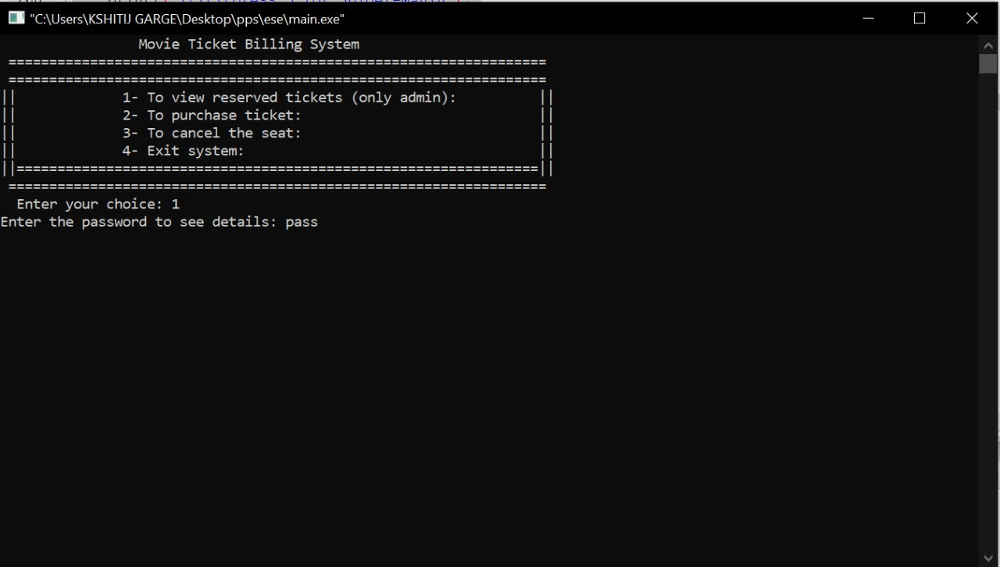 "C:\Users\KSHITIJ GARGE\Desktop\pps\ese\main.exe"
Movie Ticket Billing System
==================================================================
==================================================================
|| 1- To view reserved tickets (only admin): ||
|| 2- To purchase ticket: ||
|| 3- To cancel the seat: ||
|| 4- Exit system: ||
||================================================================||
==================================================================
Enter your choice: 1
Enter the password to see details: pass